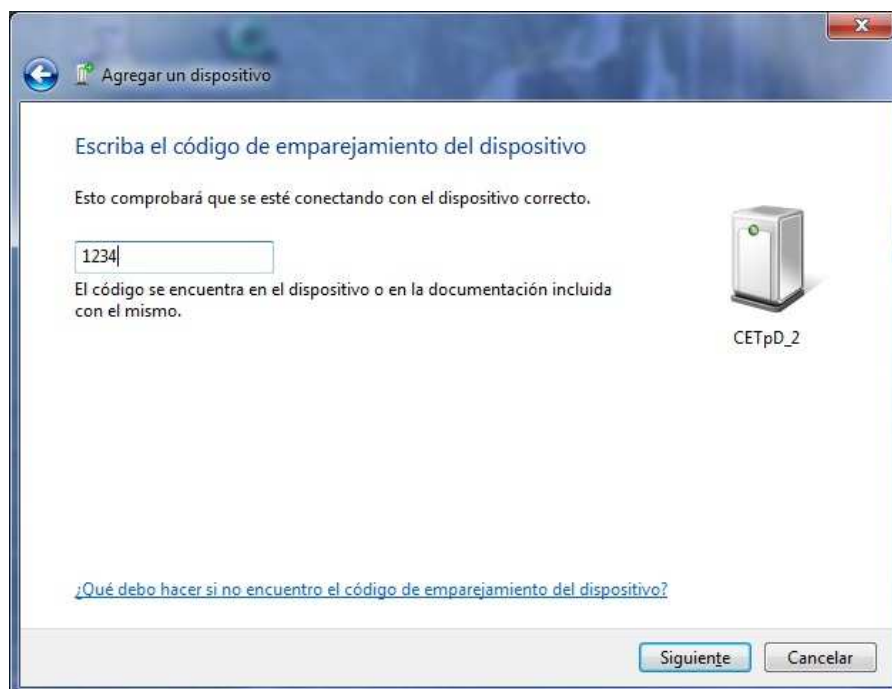 Agregar un dispositivo
Escriba el código de emparejamiento del dispositivo
Esto comprobará que se esté conectando con el dispositivo correcto.
1234
El código se encuentra en el dispositivo o en la documentación incluida
con el mismo.
CETpD_2
¿Qué debo hacer si no encuentro el código de emparejamiento del dispositivo?
Siguiente
Cancelar